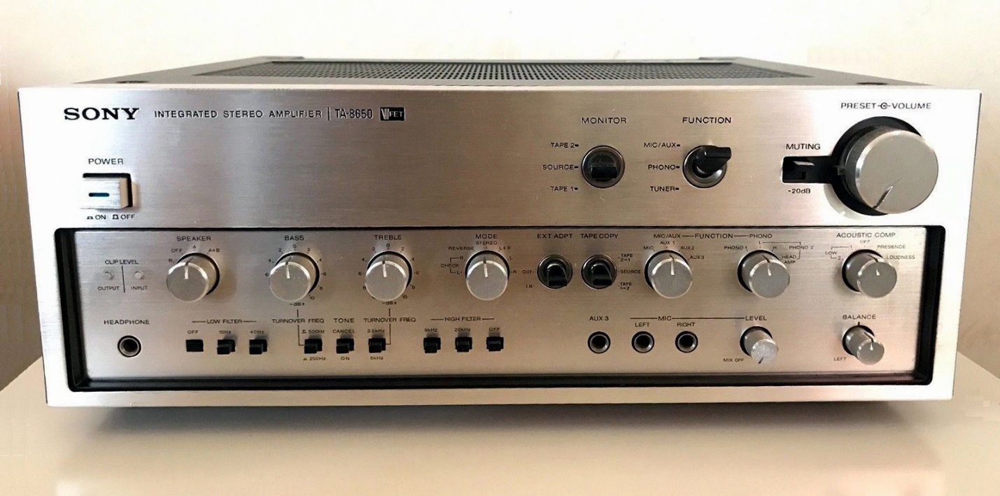 SONY INTEGRATED STEREO AMPLIFIER | TA-8650 V FET
PRESET VOLUME
MONITOR
FUNCTION
TAPE 2
SOURCE
TAPE 1
MIC/AUX
PHONO
TUNER
MUTING
-20dB
POWER
ON OFF
SPEAKER
OFF A A+B
B
CLIP LEVEL
OUTPUT INPUT
BASS
2 0 2
4 4
6 6
8 8
10
-dB+
TREBLE
2 0 2
4 4
6 6
8 8
10
-dB+
MODE
STEREO
REVERSE L+R
CHECK R L
L R
EXT ADPT
OUT
IN
TAPE COPY
TAPE 2→1
SOURCE
TAPE 1→2
MIC/AUX—FUNCTION—PHONO
AUX 1
MIC AUX 2
AUX 3
L
PHONO 1 H PHONO 2
HEAD AMP
ACOUSTIC COMP
OFF
1 PRESENCE
LOW LOUDNESS
2
HEADPHONE
LOW FILTER
OFF 10Hz 40Hz
TURNOVER FREQ TONE TURNOVER FREQ
500Hz CANCEL 2.5kHz
250Hz ON 5kHz
HIGH FILTER
9kHz 20kHz OFF
AUX 3
MIC
LEFT RIGHT
LEVEL
MIX OFF
BALANCE
LEFT